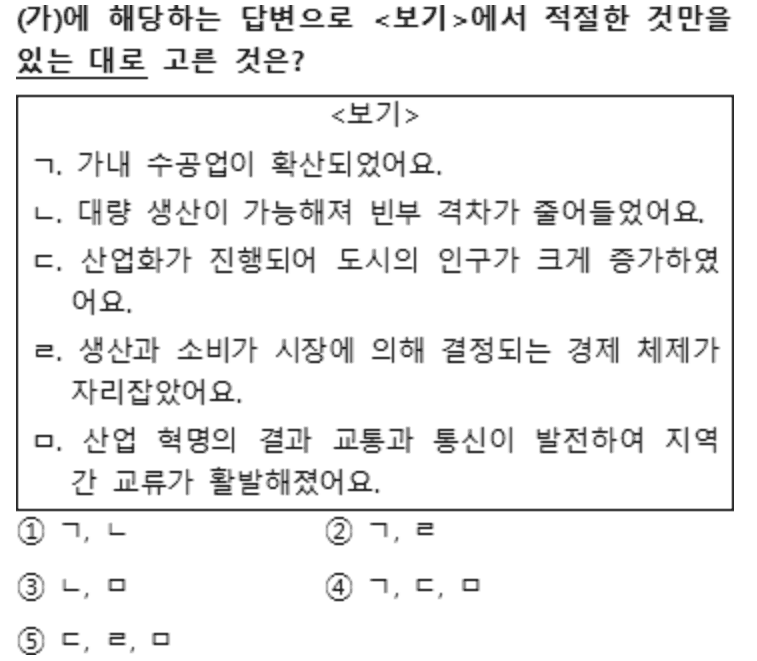 (가)에 해당하는 답변으로 <보기>에서 적절한 것만을
있는 대로 고른 것은?
<보기>
ㄱ. 가내 수공업이 확산되었어요.
ㄴ. 대량 생산이 가능해져 빈부 격차가 줄어들었어요.
ㄷ. 산업화가 진행되어 도시의 인구가 크게 증가하였
어요.
ㄹ. 생산과 소비가 시장에 의해 결정되는 경제 체제가
자리잡았어요.
ㅁ. 산업 혁명의 결과 교통과 통신이 발전하여 지역
간 교류가 활발해졌어요.
① ㄱ, ㄴ ② ㄱ, ㄹ
③ ㄴ, ㅁ ④ ㄱ, ㄷ, ㅁ
⑤ ㄷ, ㄹ, ㅁ